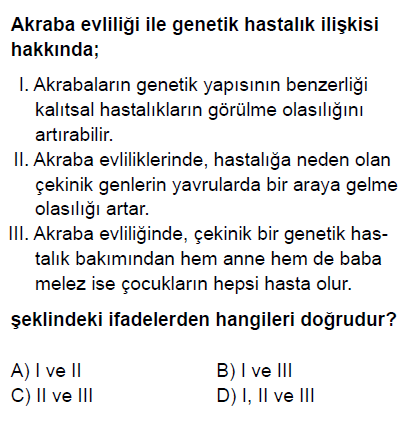 Akraba evliliği ile genetik hastalık ilişkisi
hakkında;
I. Akrabaların genetik yapısının benzerliği
kalıtsal hastalıkların görülme olasılığını
artırabilir.
II. Akraba evliliklerinde, hastalığa neden olan
çekinik genlerin yavrularda bir araya gelme
olasılığı artar.
III. Akraba evliliğinde, çekinik bir genetik has-
talık bakımından hem anne hem de baba
melez ise çocukların hepsi hasta olur.
şeklindeki ifadelerden hangileri doğrudur?
A) I ve II B) I ve III
C) II ve III D) I, II ve III